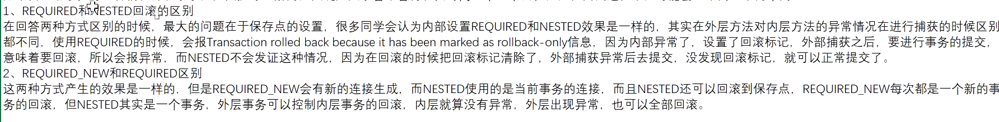 1、REQUIRED和NESTED回滚的区别
在回答两种方式区别的时候，最大的问题在于保存点的设置，很多同学会认为内部设置REQUIRED和NESTED效果是一样的，其实在外层方法对内层方法的异常情况在进行捕获的时候区别
都不同，使用REQUIRED的时候，会报Transaction rolled back because it has been marked as rollback-only信息，因为内部异常了，设置了回滚标记，外部捕获之后，要进行事务的提交，
意味着要回滚，所以会报异常，而NESTED不会发证这种情况，因为在回滚的时候把回滚标记清除了，外部捕获异常后去提交，没发现回滚标记，就可以正常提交了。
2、REQUIRED_NEW和REQUIRED区别
这两种方式产生的效果是一样的，但是REQUIRED_NEW会有新的连接生成，而NESTED使用的是当前事务的连接，而且NESTED还可以回滚到保存点，REQUIRED_NEW每次都是一个新的事
务的回滚，但NESTED其实是一个事务，外层事务可以控制内层事务的回滚，内层就算没有异常，外层出现异常，也可以全部回滚。